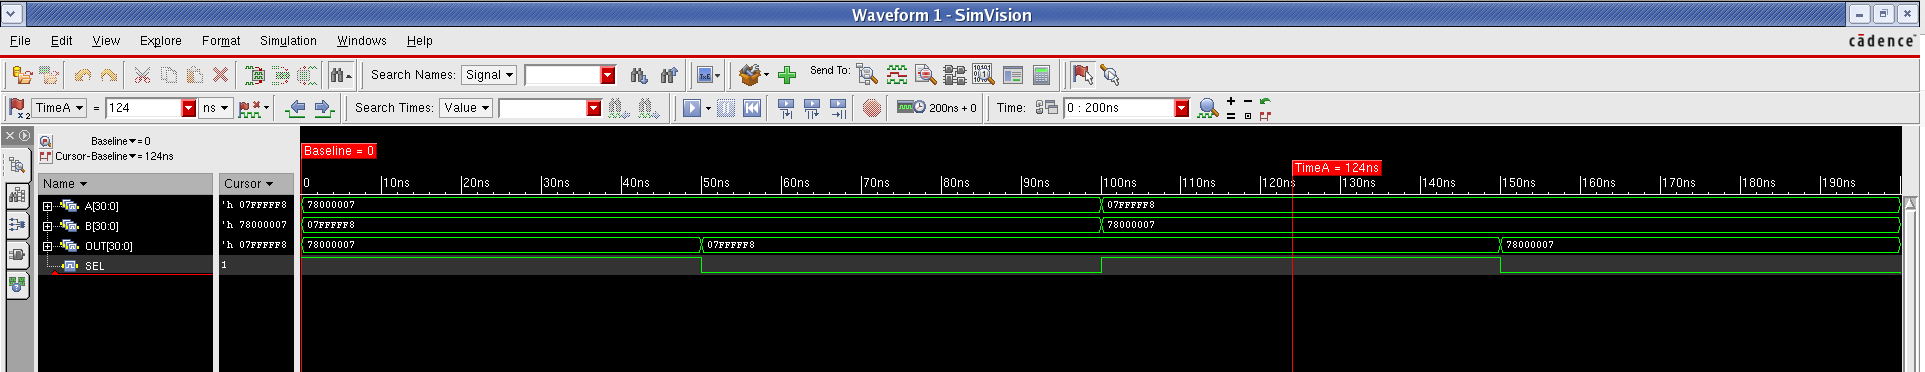 Waveform 1 - SimVision
File Edit View Explore Format Simulation Windows Help
cādence™
Search Names: Signal Send To:
TimeA = 124 ns Search Times: Value 200ns + 0 Time: 0 : 200ns
Baseline = 0
Cursor-Baseline = 124ns
Baseline = 0
TimeA = 124ns
Name Cursor 0 10ns 20ns 30ns 40ns 50ns 60ns 70ns 80ns 90ns 100ns 110ns 120ns 130ns 140ns 150ns 160ns 170ns 180ns 190ns
A[30:0] 'h 07FFFFF8 78000007 07FFFFF8
B[30:0] 'h 78000007 07FFFFF8 78000007
OUT[30:0] 'h 07FFFFF8 78000007 07FFFFF8 78000007
SEL 1